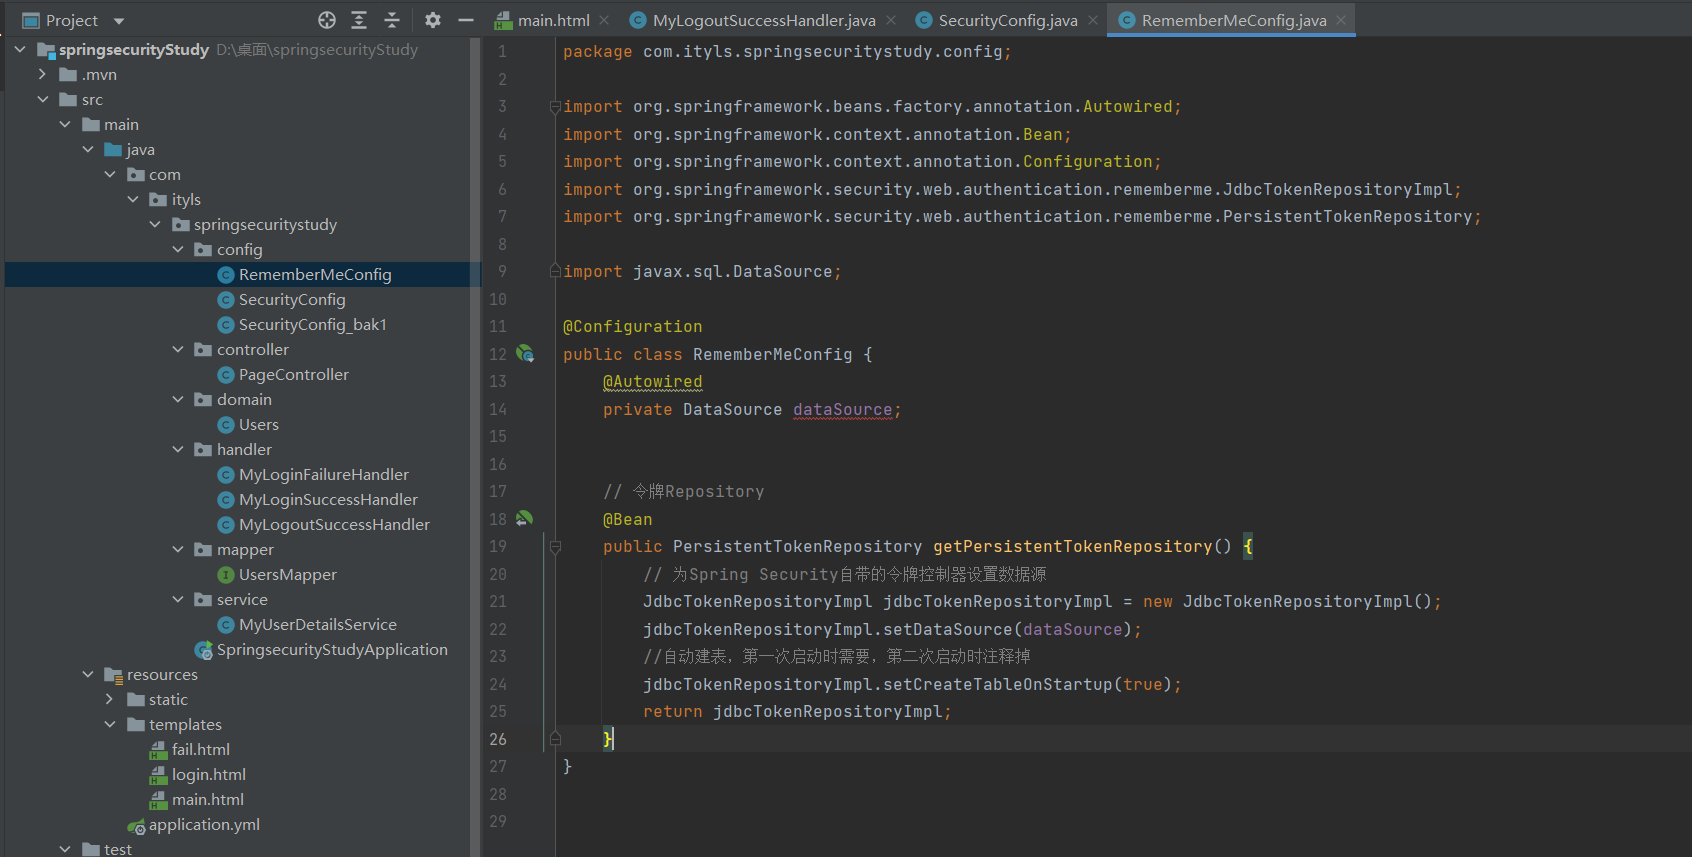 Project
main.html
MyLogoutSuccessHandler.java
SecurityConfig.java
RememberMeConfig.java
springsecurityStudy D:\桌面\springsecurityStudy
.mvn
src
main
java
com
ityls
springsecuritystudy
config
RememberMeConfig
SecurityConfig
SecurityConfig_bak1
controller
PageController
domain
Users
handler
MyLoginFailureHandler
MyLoginSuccessHandler
MyLogoutSuccessHandler
mapper
UsersMapper
service
MyUserDetailsService
SpringsecurityStudyApplication
resources
static
templates
fail.html
login.html
main.html
application.yml
test
1 package com.ityls.springsecuritystudy.config;
2
3 import org.springframework.beans.factory.annotation.Autowired;
4 import org.springframework.context.annotation.Bean;
5 import org.springframework.context.annotation.Configuration;
6 import org.springframework.security.web.authentication.rememberme.JdbcTokenRepositoryImpl;
7 import org.springframework.security.web.authentication.rememberme.PersistentTokenRepository;
8
9 import javax.sql.DataSource;
10
11 @Configuration
12 public class RememberMeConfig {
13 @Autowired
14 private DataSource dataSource;
15
16
17 // 令牌Repository
18 @Bean
19 public PersistentTokenRepository getPersistentTokenRepository() {
20 // 为Spring Security自带的令牌控制器设置数据源
21 JdbcTokenRepositoryImpl jdbcTokenRepositoryImpl = new JdbcTokenRepositoryImpl();
22 jdbcTokenRepositoryImpl.setDataSource(dataSource);
23 //自动建表，第一次启动时需要，第二次启动时注释掉
24 jdbcTokenRepositoryImpl.setCreateTableOnStartup(true);
25 return jdbcTokenRepositoryImpl;
26 }
27 }
28
29